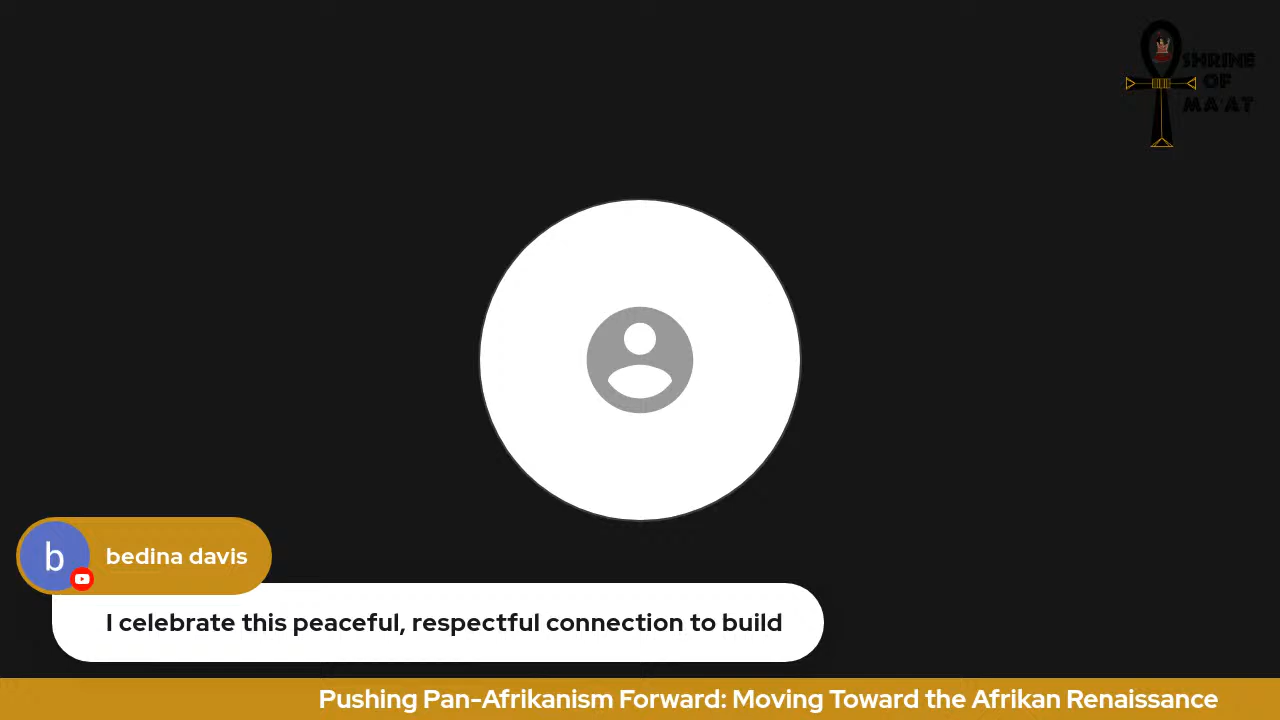 SHRINE
OF
MA'AT
b
bedina davis
I celebrate this peaceful, respectful connection to build
Pushing Pan-Afrikanism Forward: Moving Toward the Afrikan Renaissance